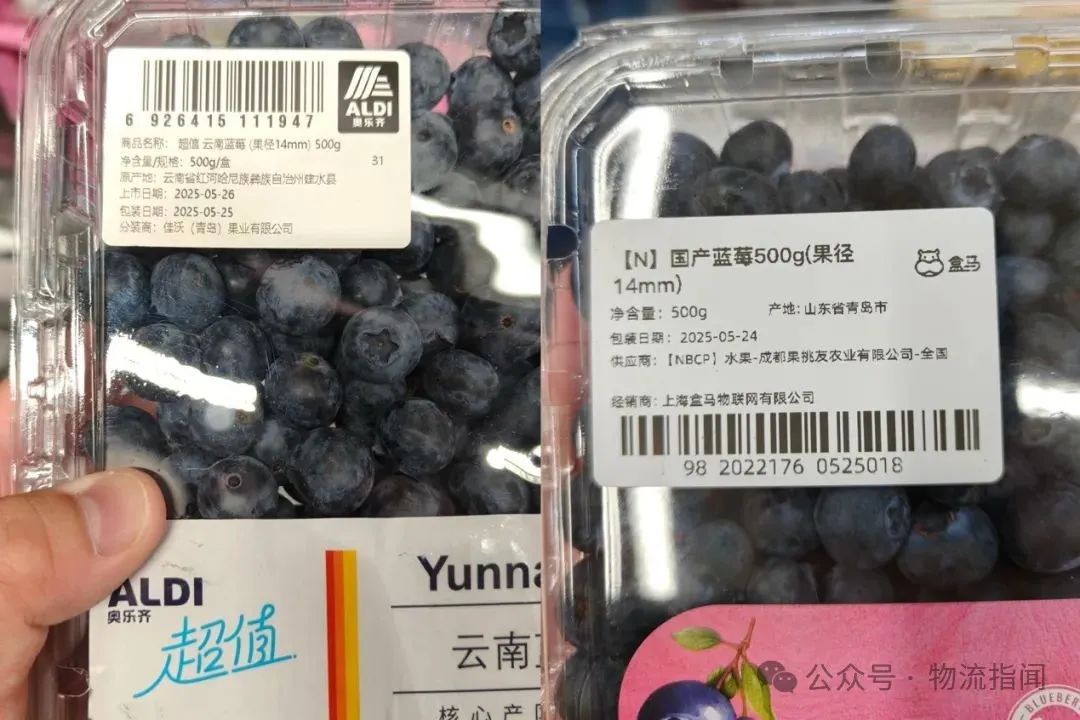 6 926415 111947
ALDI
奥乐齐
商品名称: 超值 云南蓝莓 (果径14mm) 500g
净含量/规格: 500g/盒
31
原产地: 云南省红河哈尼族彝族自治州建水县
上市日期: 2025-05-26
包装日期: 2025-05-25
分装商: 佳沃（青岛）果业有限公司
ALDI
奥乐齐
超值
Yunna
云南
核心产
【N】国产蓝莓500g(果径
14mm)
盒马
净含量: 500g
产地: 山东省青岛市
包装日期: 2025-05-24
供应商:【NBCP】水果-成都果挑友农业有限公司-全国
经销商: 上海盒马物联网有限公司
98 2022176 0525018
公众号 · 物流指闻
BLUEBER